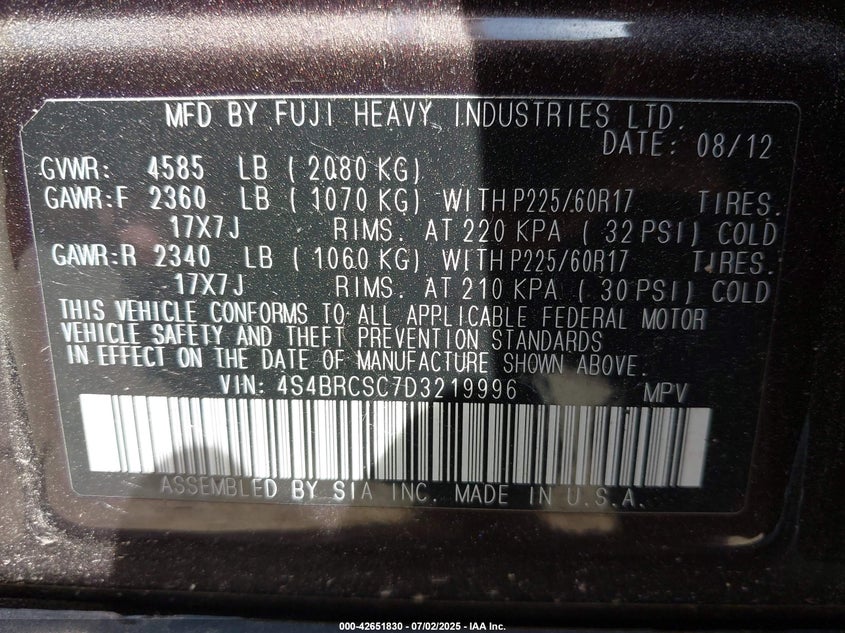 MFD BY FUJI HEAVY INDUSTRIES LTD.
DATE: 08/12
GVWR: 4585 LB ( 2080 KG)
GAWR:F 2360 LB ( 1070 KG) WITH P225/60R17 TIRES.
17X7J RIMS. AT 220 KPA ( 32 PSI) COLD
GAWR:R 2340 LB ( 1060 KG) WITH P225/60R17 TIRES.
17X7J RIMS. AT 210 KPA ( 30 PSI) COLD
THIS VEHICLE CONFORMS TO ALL APPLICABLE FEDERAL MOTOR
VEHICLE SAFETY AND THEFT PREVENTION STANDARDS
IN EFFECT ON THE DATE OF MANUFACTURE SHOWN ABOVE.
VIN: 4S4BRCSC7D3219996 MPV
ASSEMBLED BY SIA INC. MADE IN U.S.A.
000-42651830 - 07/02/2025 - IAA Inc.